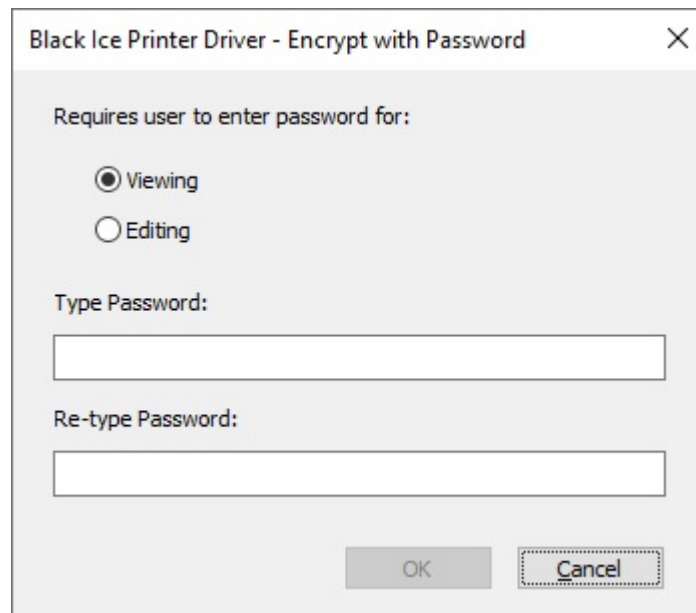 Black Ice Printer Driver - Encrypt with Password
Requires user to enter password for:
Viewing
Editing
Type Password:
Re-type Password:
OK
Cancel